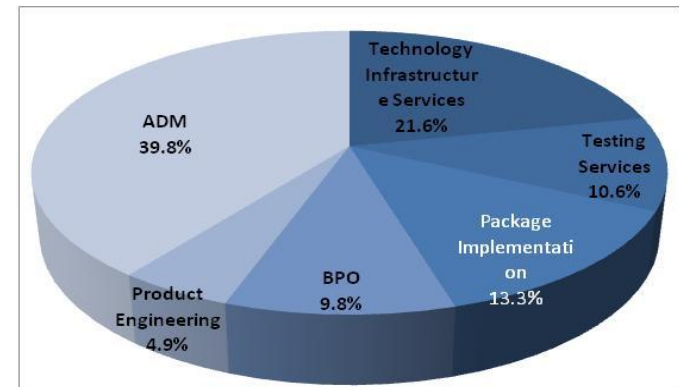 Technology
Infrastructur
e Services
21.6%
Testing
Services
10.6%
Package
Implementati
on
13.3%
BPO
9.8%
Product
Engineering
4.9%
ADM
39.8%